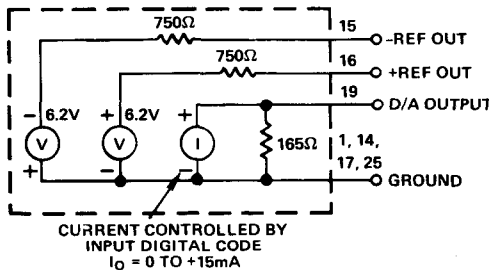 750Ω
15
-REF OUT
750Ω
16
+REF OUT
19
D/A OUTPUT
- 6.2V + 6.2V +
V V I
165Ω
1, 14,
17, 25
+ - -
GROUND
CURRENT CONTROLLED BY
INPUT DIGITAL CODE
IO = 0 TO +15mA